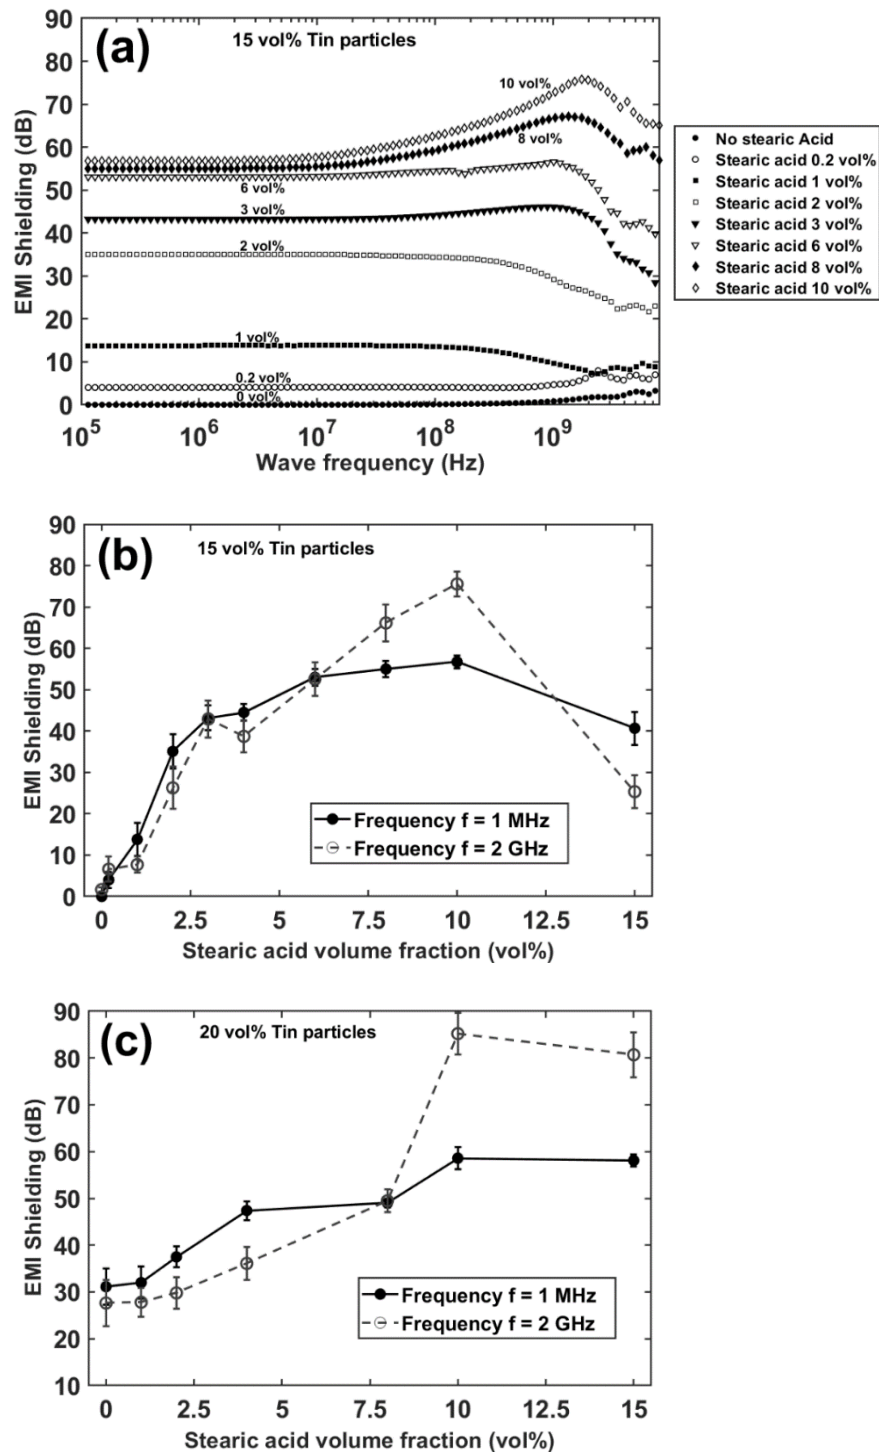 (a)
15 vol% Tin particles
EMI Shielding (dB)
90
80
70
60
50
40
30
20
10
0
10 vol%
8 vol%
6 vol%
3 vol%
2 vol%
1 vol%
0.2 vol%
0 vol%
10^5 10^6 10^7 10^8 10^9
Wave frequency (Hz)
No stearic Acid
Stearic acid 0.2 vol%
Stearic acid 1 vol%
Stearic acid 2 vol%
Stearic acid 3 vol%
Stearic acid 6 vol%
Stearic acid 8 vol%
Stearic acid 10 vol%
(b)
15 vol% Tin particles
EMI Shielding (dB)
90
80
70
60
50
40
30
20
10
0
Frequency f = 1 MHz
Frequency f = 2 GHz
0 2.5 5 7.5 10 12.5 15
Stearic acid volume fraction (vol%)
(c)
20 vol% Tin particles
EMI Shielding (dB)
90
80
70
60
50
40
30
20
10
Frequency f = 1 MHz
Frequency f = 2 GHz
0 2.5 5 7.5 10 12.5 15
Stearic acid volume fraction (vol%)